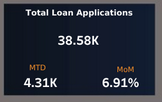 Total Loan Applications
38.58K
MTD MoM
4.31K 6.91%